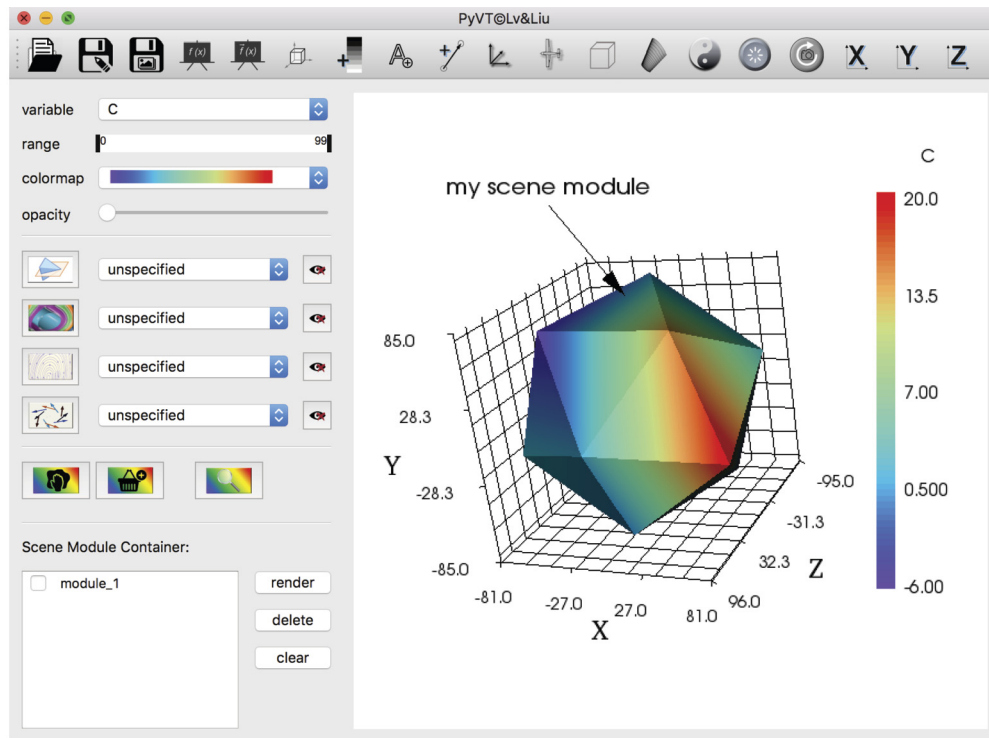 PyVT©Lv&Liu
f(x)
f(x)
A
X Y Z
variable C
range 0 99
colormap
opacity
unspecified
unspecified
unspecified
unspecified
Scene Module Container:
module_1
render
delete
clear
my scene module
C
20.0
13.5
7.00
0.500
-6.00
85.0
28.3
Y
-28.3
-85.0
-81.0
-27.0
27.0
81.0
X
96.0
32.3
Z
-31.3
-95.0